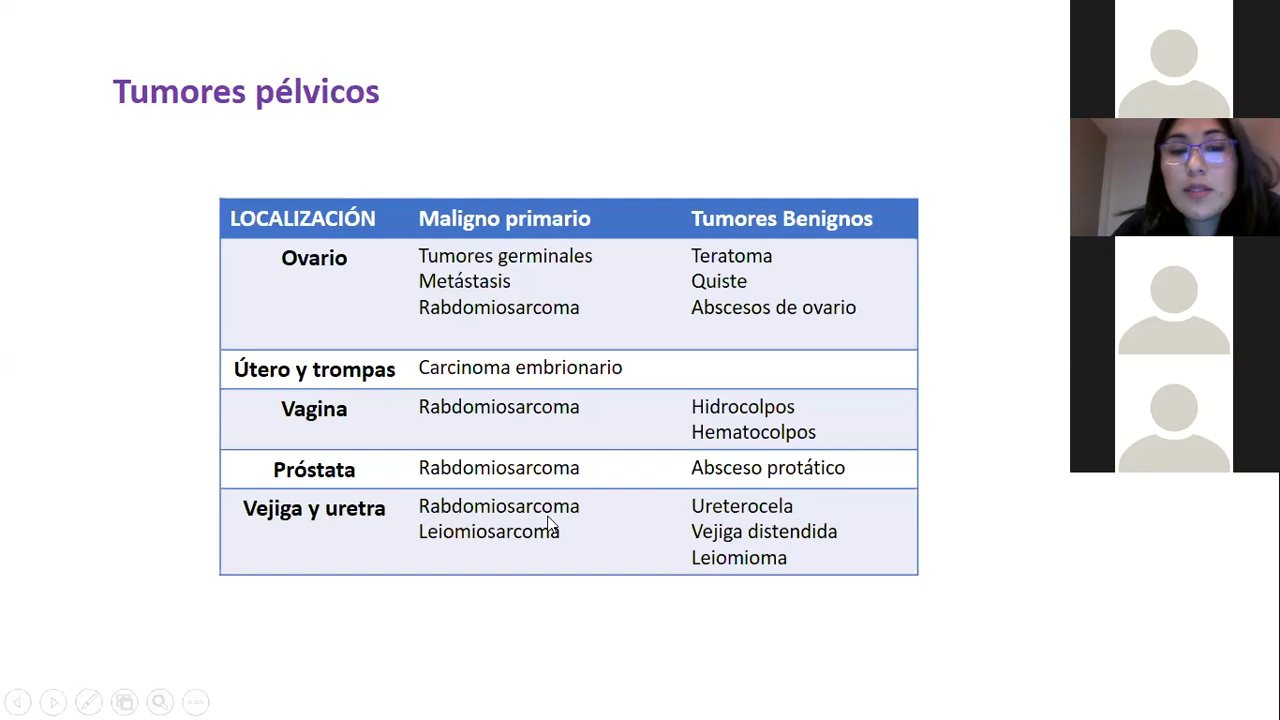 Tumores pélvicos
LOCALIZACIÓN Maligno primario Tumores Benignos
Ovario Tumores germinales Teratoma
Metástasis Quiste
Rabdomiosarcoma Abscesos de ovario
Útero y trompas Carcinoma embrionario
Vagina Rabdomiosarcoma Hidrocolpos
Hematocolpos
Próstata Rabdomiosarcoma Absceso protático
Vejiga y uretra Rabdomiosarcoma Ureterocela
Leiomiosarcoma Vejiga distendida
Leiomioma